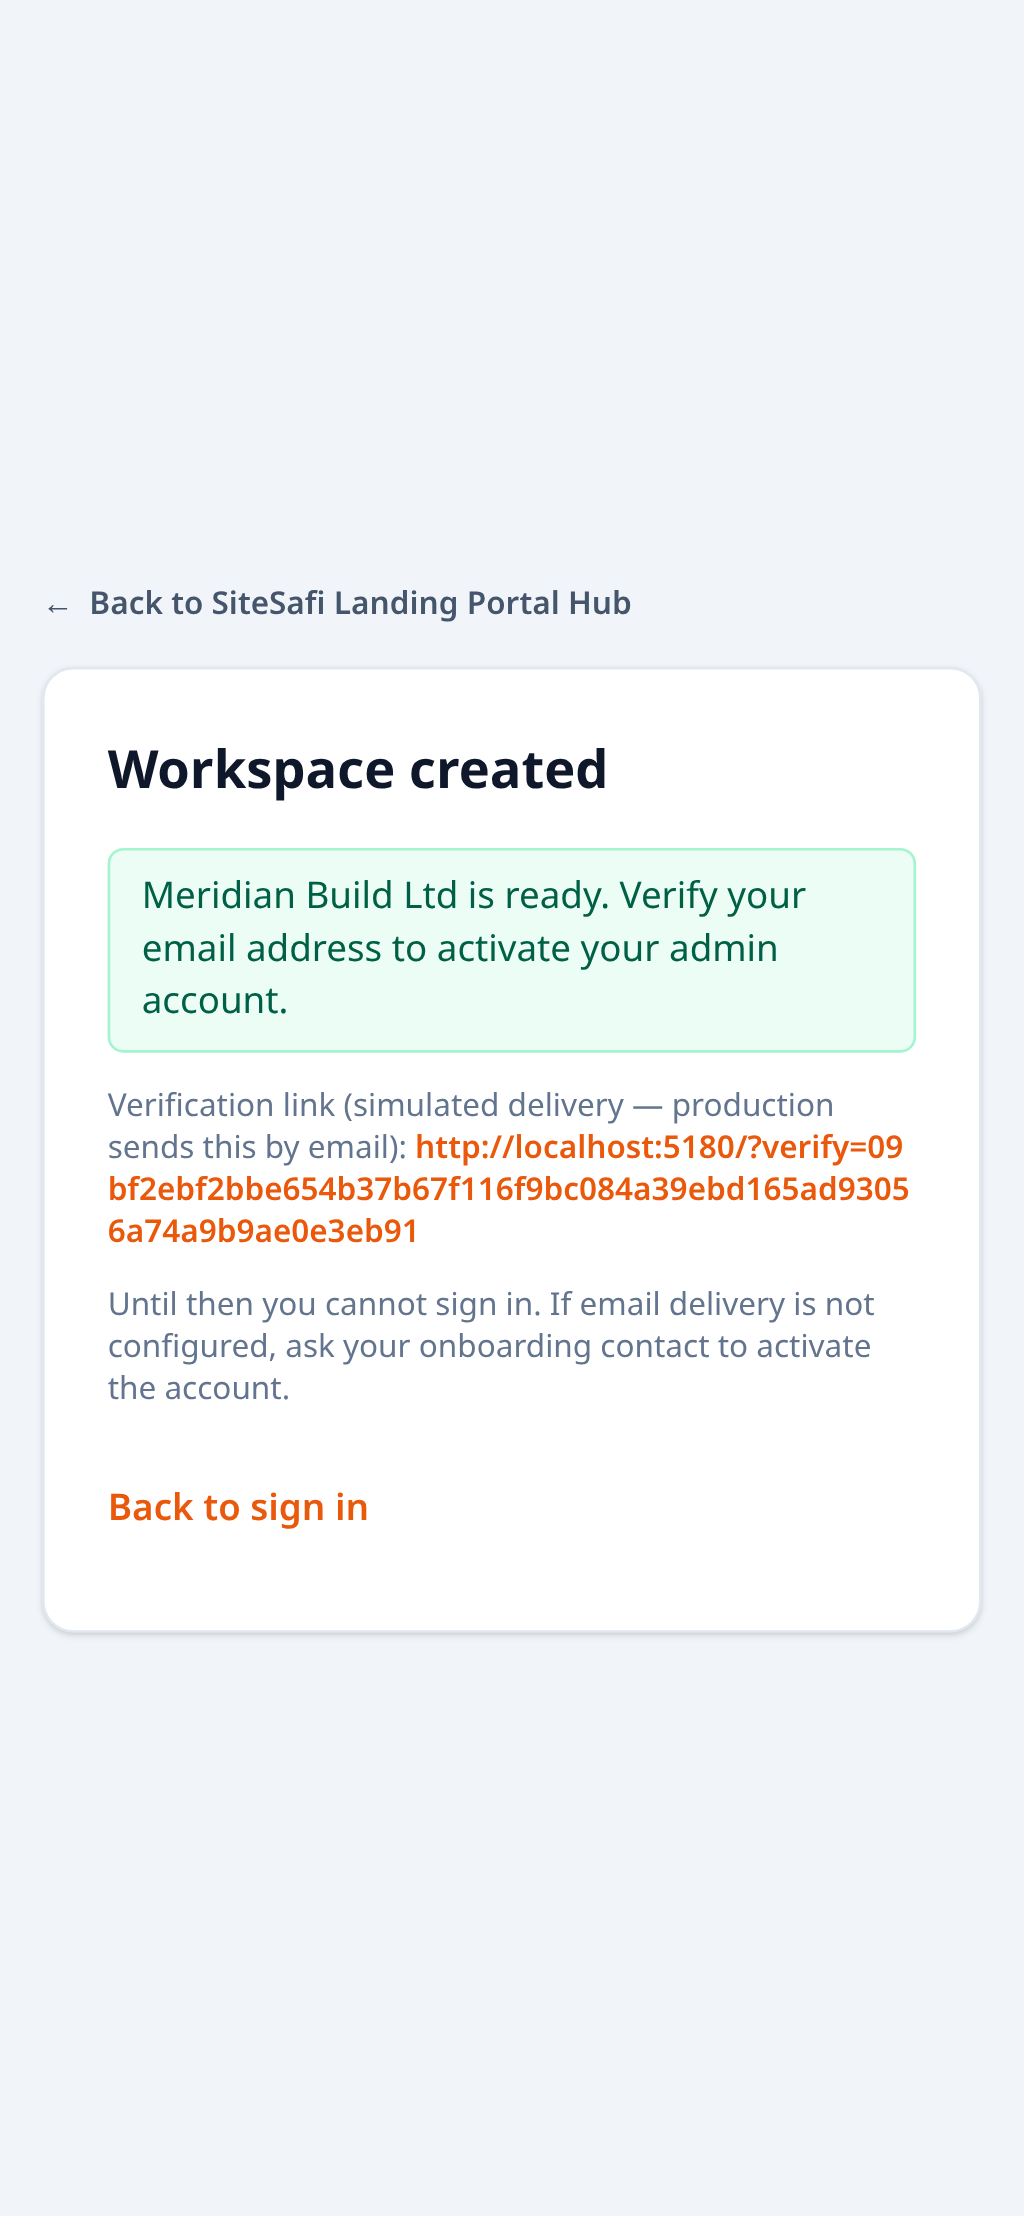 ← Back to SiteSafi Landing Portal Hub
Workspace created
Meridian Build Ltd is ready. Verify your
email address to activate your admin
account.
Verification link (simulated delivery — production
sends this by email): http://localhost:5180/?verify=09
bf2ebf2bbe654b37b67f116f9bc084a39ebd165ad9305
6a74a9b9ae0e3eb91
Until then you cannot sign in. If email delivery is not
configured, ask your onboarding contact to activate
the account.
Back to sign in